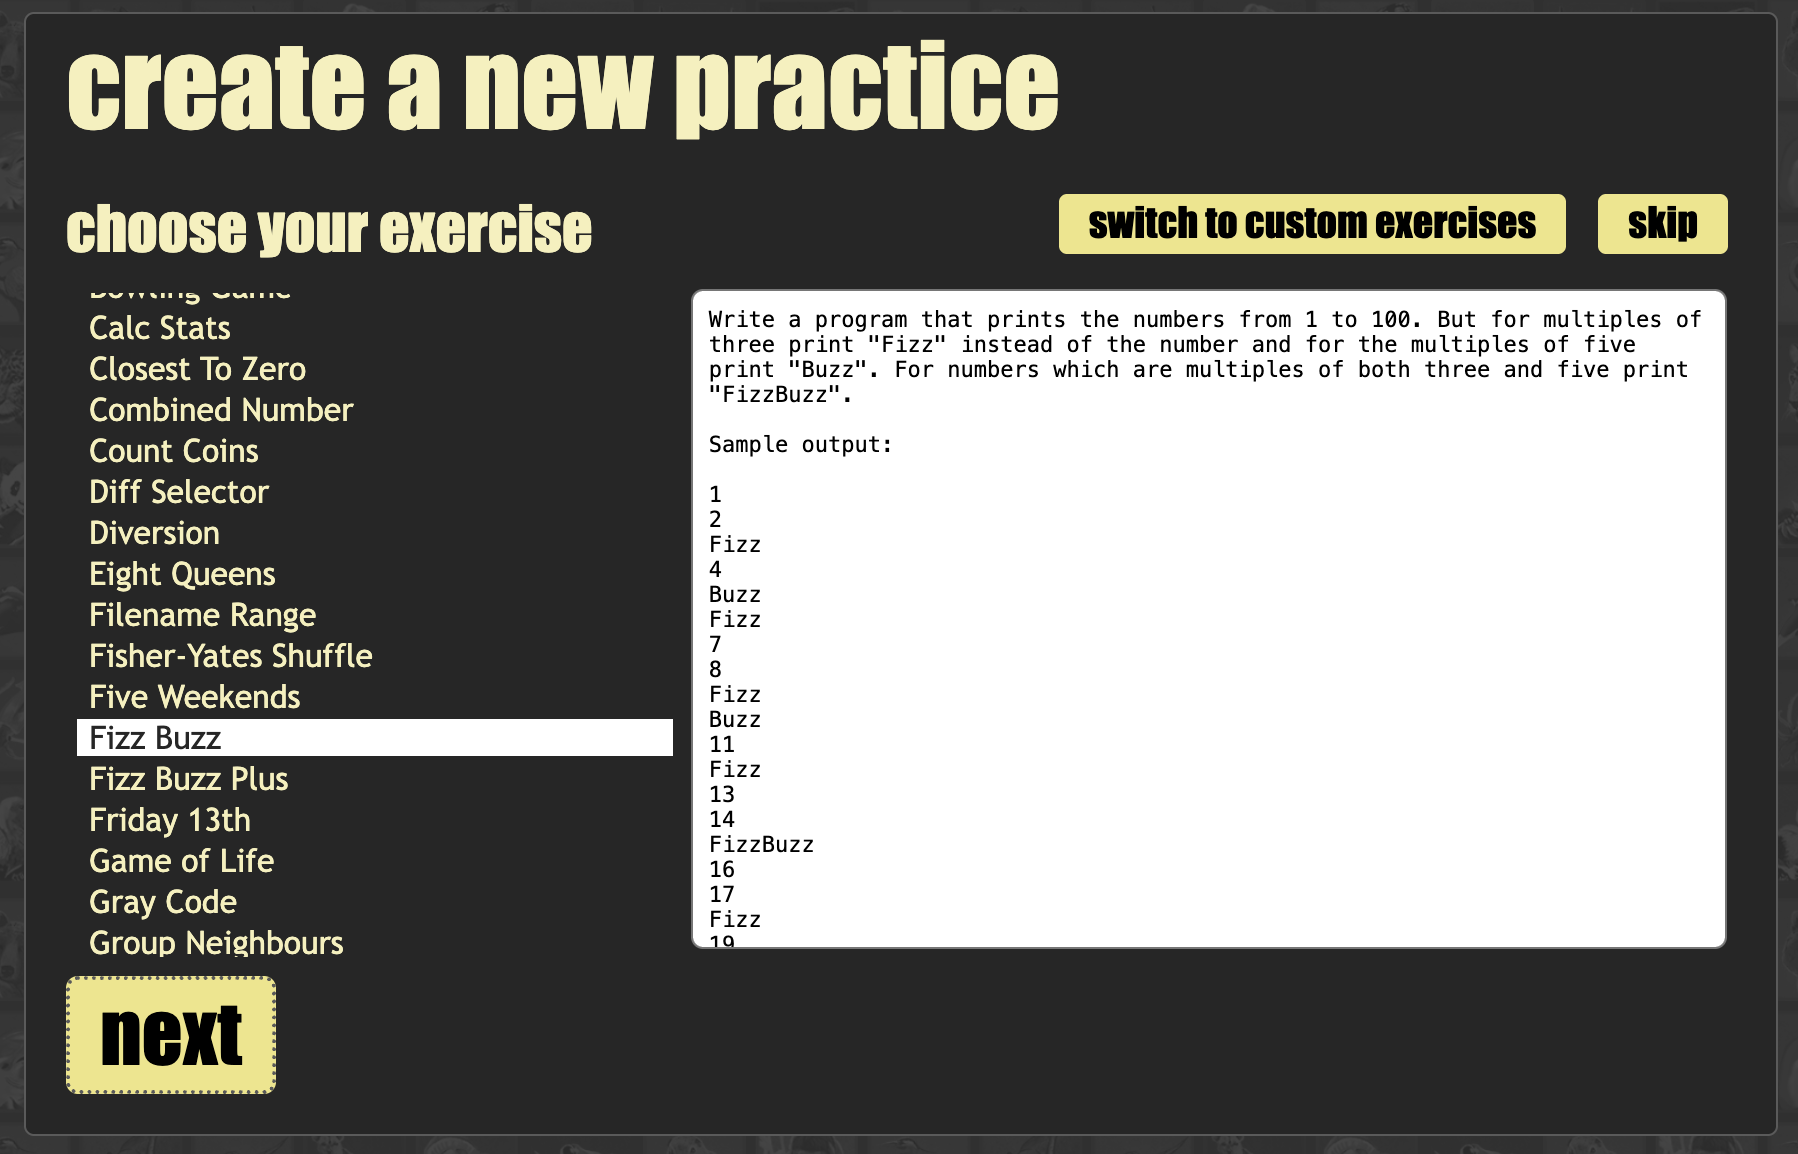 create a new practice
choose your exercise
switch to custom exercises
skip
Bowling Game
Calc Stats
Closest To Zero
Combined Number
Count Coins
Diff Selector
Diversion
Eight Queens
Filename Range
Fisher-Yates Shuffle
Five Weekends
Fizz Buzz
Fizz Buzz Plus
Friday 13th
Game of Life
Gray Code
Group Neighbours
Write a program that prints the numbers from 1 to 100. But for multiples of
three print "Fizz" instead of the number and for the multiples of five
print "Buzz". For numbers which are multiples of both three and five print
"FizzBuzz".
Sample output:
1
2
Fizz
4
Buzz
Fizz
7
8
Fizz
Buzz
11
Fizz
13
14
FizzBuzz
16
17
Fizz
19
next